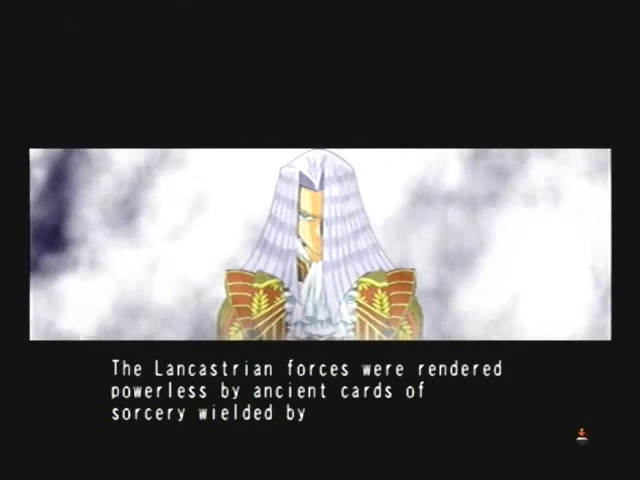 The Lancastrian forces were rendered
powerless by ancient cards of
sorcery wielded by